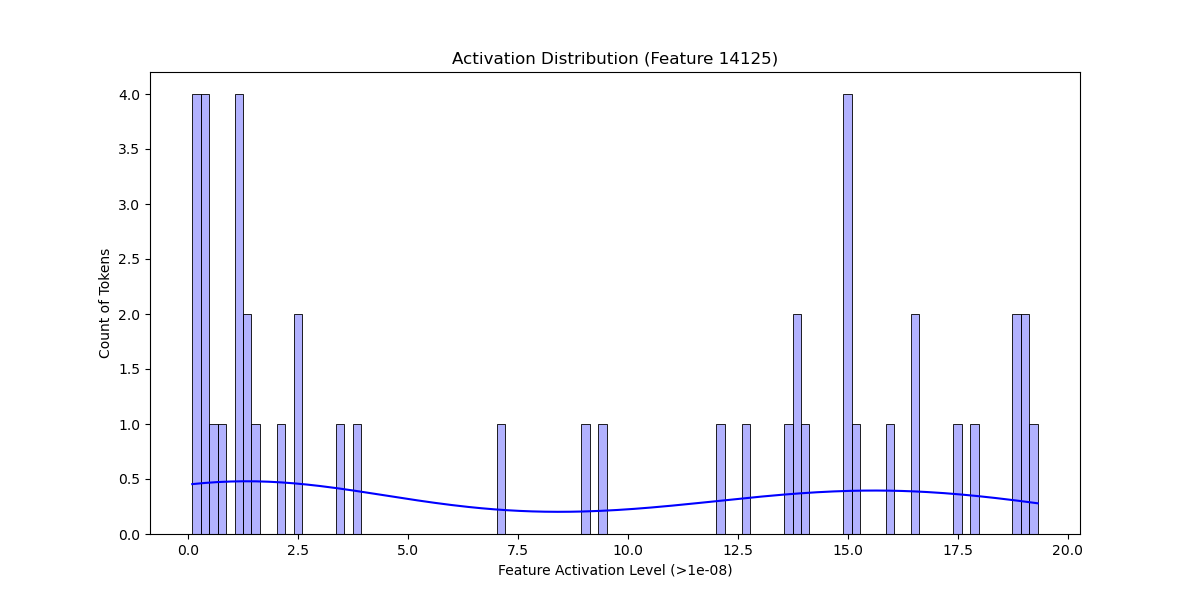 Activation Distribution (Feature 14125)
Count of Tokens
4.0
3.5
3.0
2.5
2.0
1.5
1.0
0.5
0.0
0.0 2.5 5.0 7.5 10.0 12.5 15.0 17.5 20.0
Feature Activation Level (>1e-08)